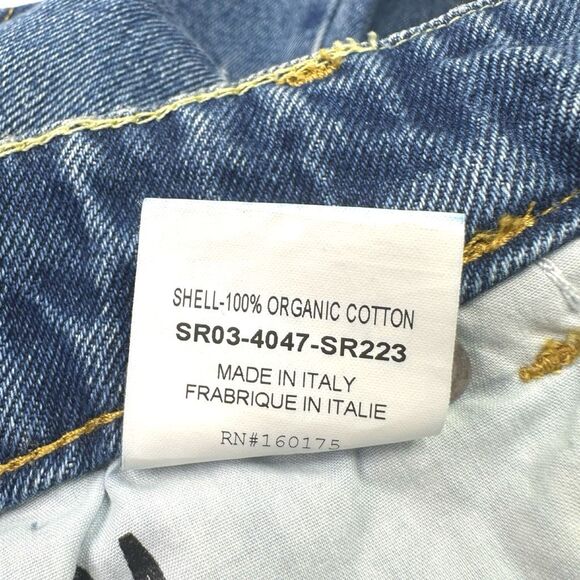 SHELL-100% ORGANIC COTTON
SR03-4047-SR223
MADE IN ITALY
FRABRIQUE IN ITALIE
RN#160175